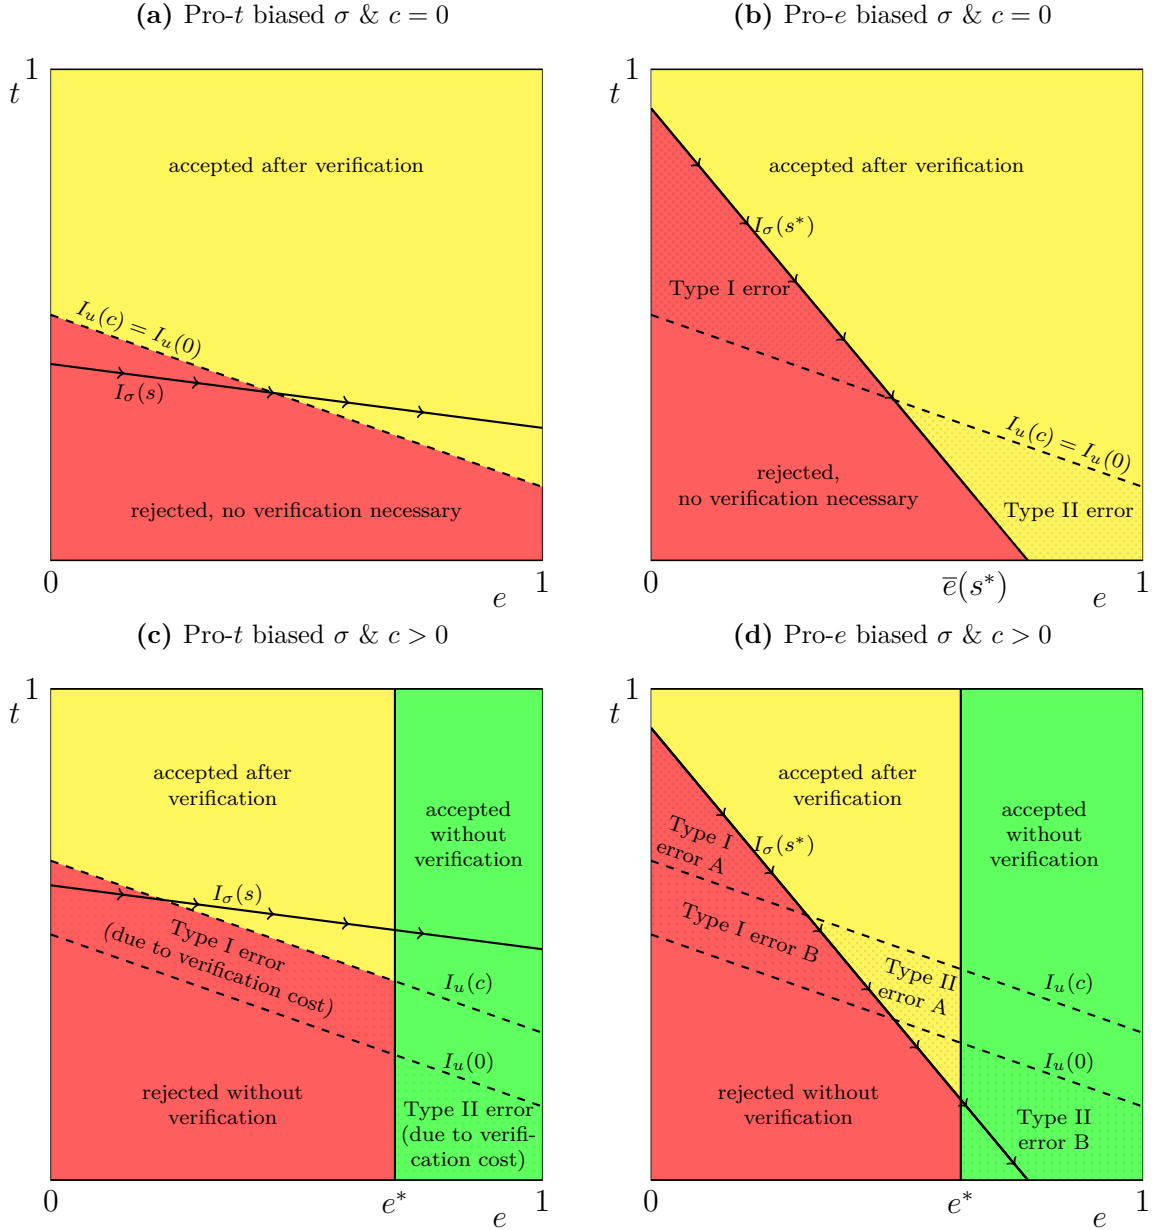 (a) Pro-t biased σ & c = 0
1
t
accepted after verification
I_u(c) = I_u(0)
I_σ(s)
rejected, no verification necessary
0
e
1
(b) Pro-e biased σ & c = 0
1
t
accepted after verification
I_σ(s*)
Type I error
I_u(c) = I_u(0)
rejected,
no verification necessary
Type II error
0
e̅(s*)
e
1
(c) Pro-t biased σ & c > 0
1
t
accepted after
verification
accepted
without
verification
I_σ(s)
Type I error
(due to verification cost)
I_u(c)
I_u(0)
rejected without
verification
Type II error
(due to verifi-
cation cost)
0
e*
e
1
(d) Pro-e biased σ & c > 0
1
t
accepted after
verification
accepted
without
verification
Type I
error A
I_σ(s*)
Type I error B
Type II
error A
I_u(c)
I_u(0)
rejected without
verification
Type II
error B
0
e*
e
1